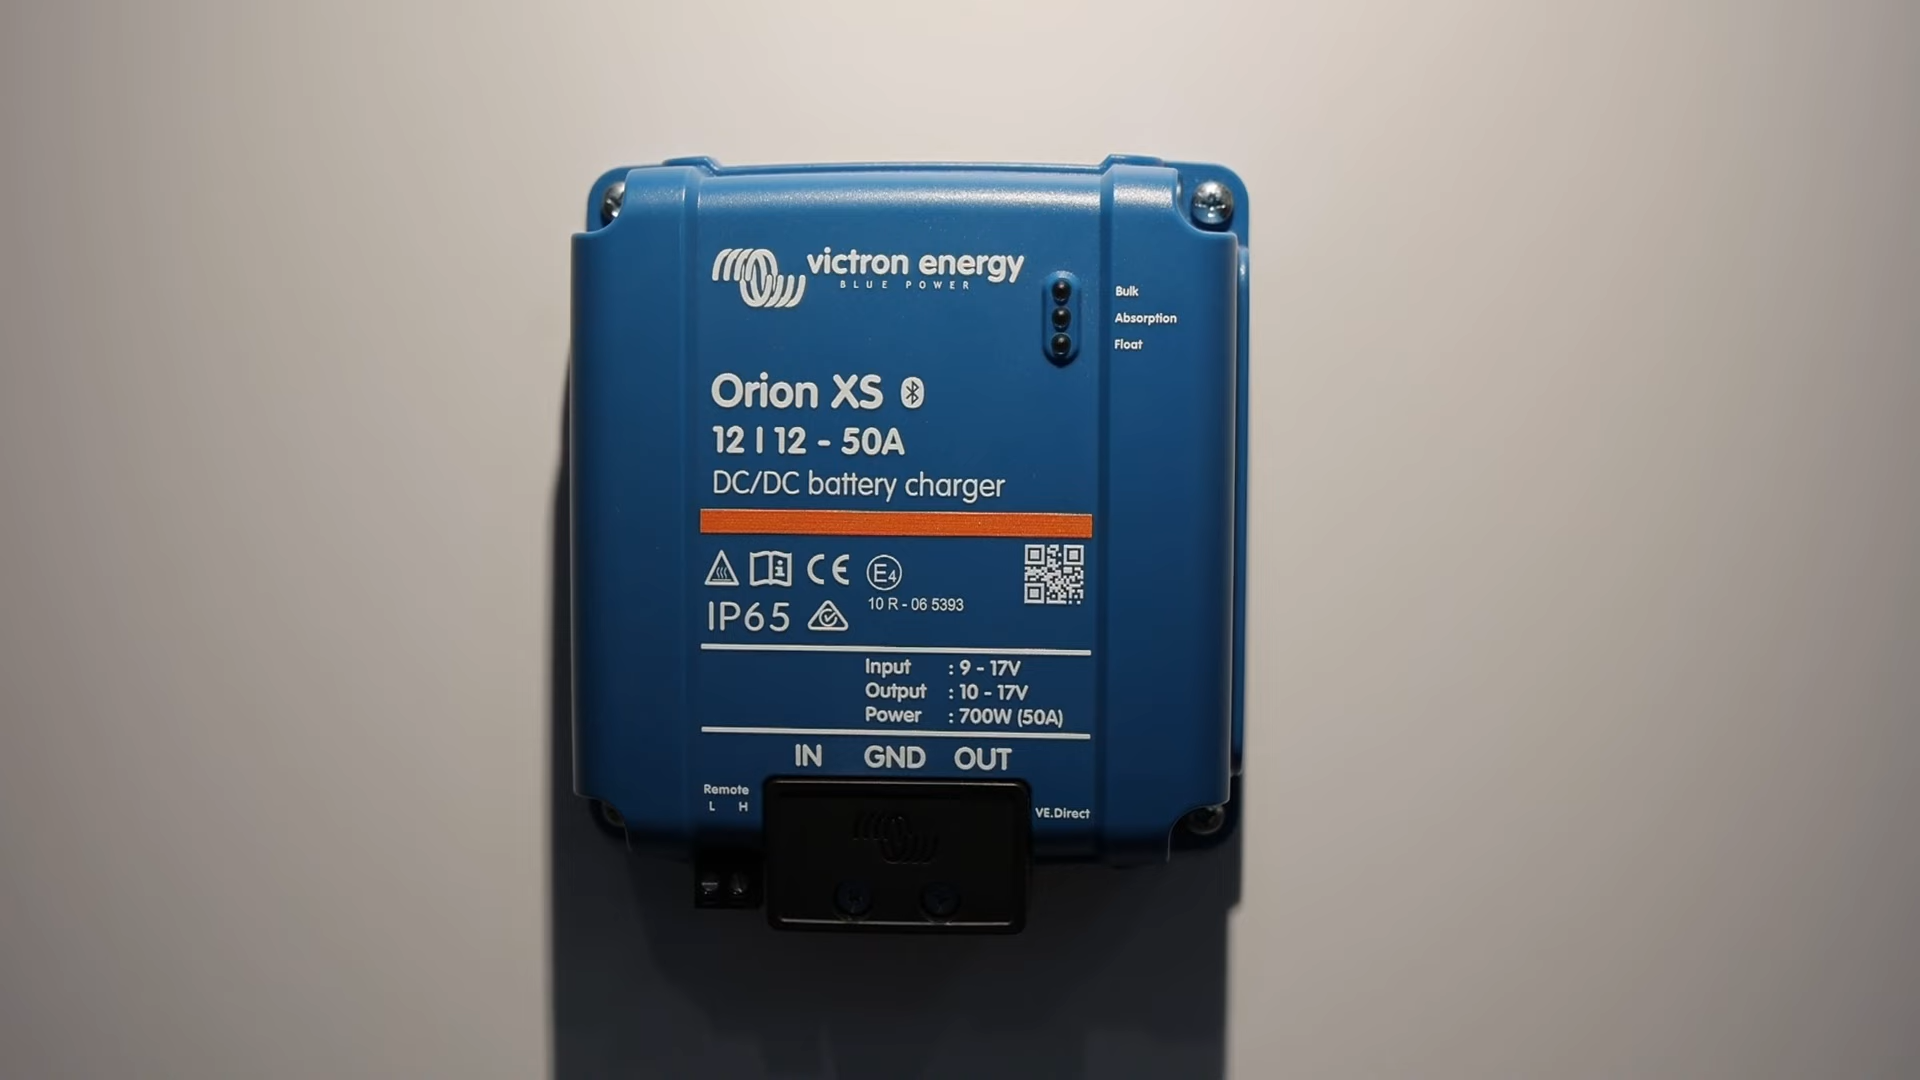 victron energy
BLUE POWER
Bulk
Absorption
Float
Orion XS
12 | 12 - 50A
DC/DC battery charger
CE E4
10 R - 06 5393
IP65
Input : 9 - 17V
Output : 10 - 17V
Power : 700W (50A)
IN GND OUT
Remote
L H
VE.Direct